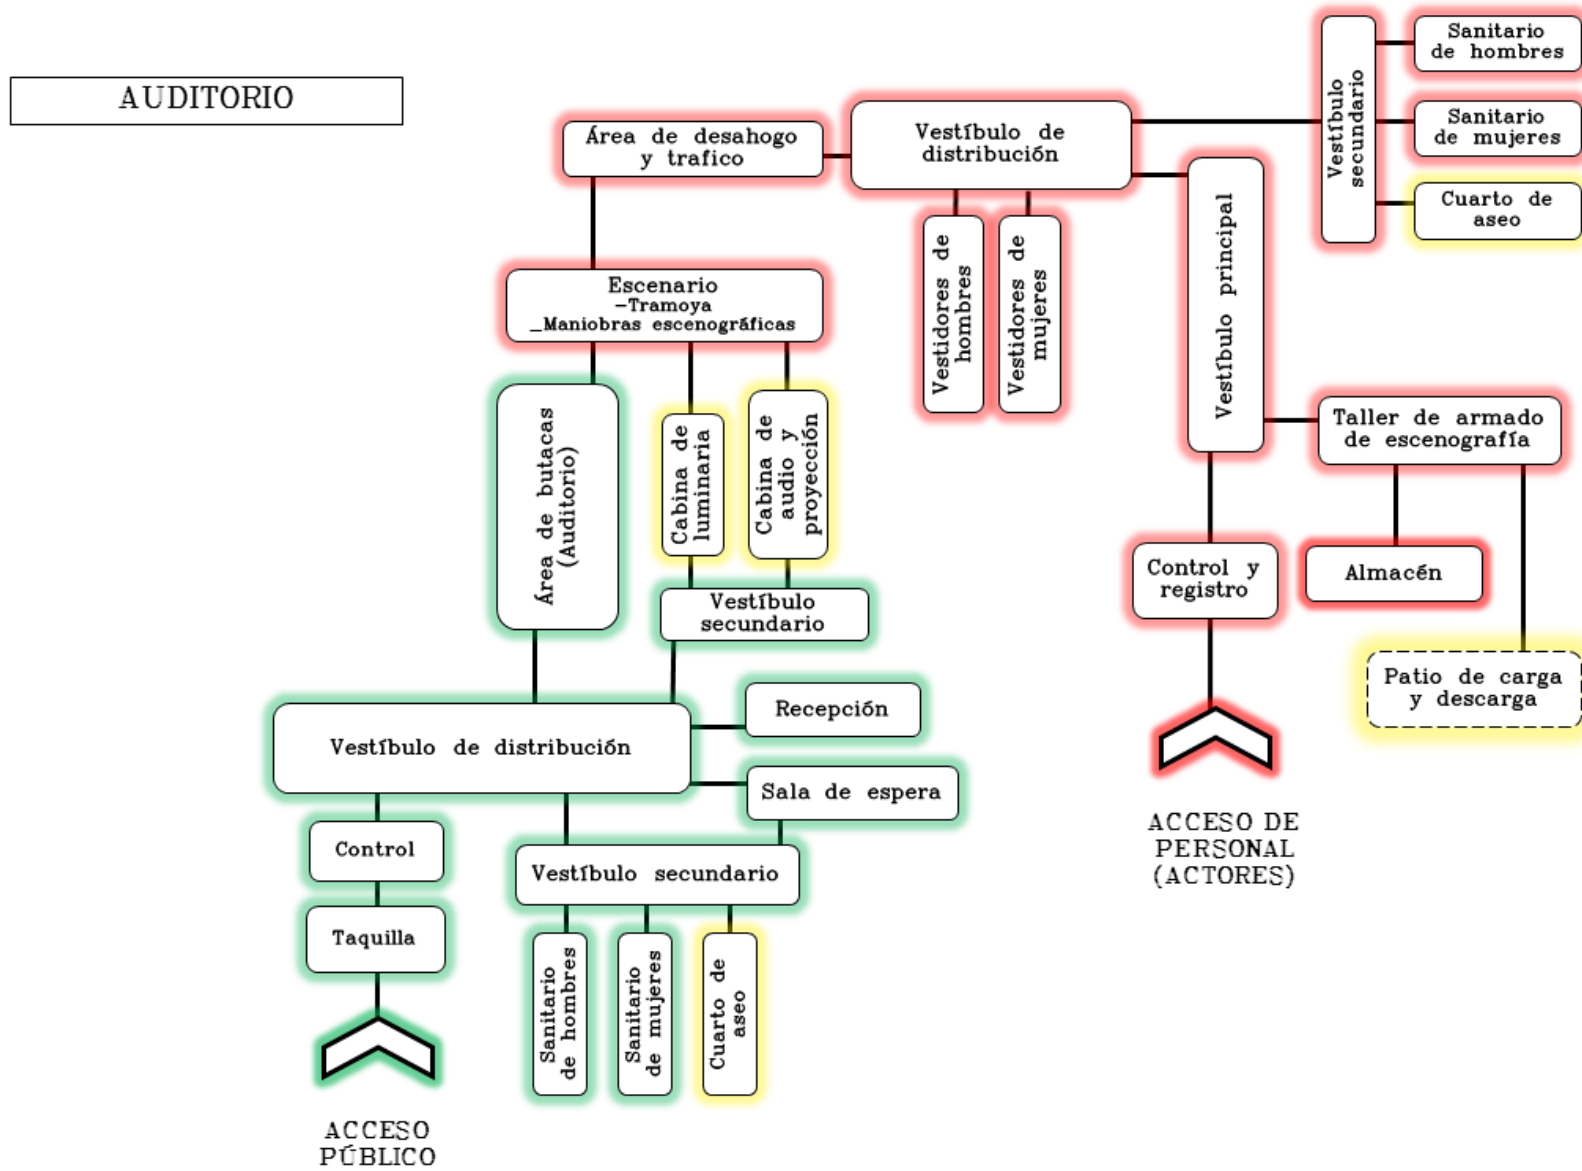 AUDITORIO
Sanitario
de hombres
Vestíbulo
secundario
Sanitario
de mujeres
Cuarto de
aseo
Vestíbulo de
distribución
Área de desahogo
y trafico
Vestidores de
hombres
Vestidores de
mujeres
Vestíbulo principal
Escenario
-Tramoya
_Maniobras escenográficas
Área de butacas
(Auditorio)
Cabina de
luminaria
Cabina de
audio y
proyección
Taller de armado
de escenografía
Control y
registro
Almacén
Patio de carga
y descarga
Vestíbulo
secundario
Recepción
Vestíbulo de distribución
Sala de espera
Control
Vestíbulo secundario
Taquilla
Sanitario
de hombres
Sanitario
de mujeres
Cuarto de
aseo
ACCESO DE
PERSONAL
(ACTORES)
ACCESO
PÚBLICO